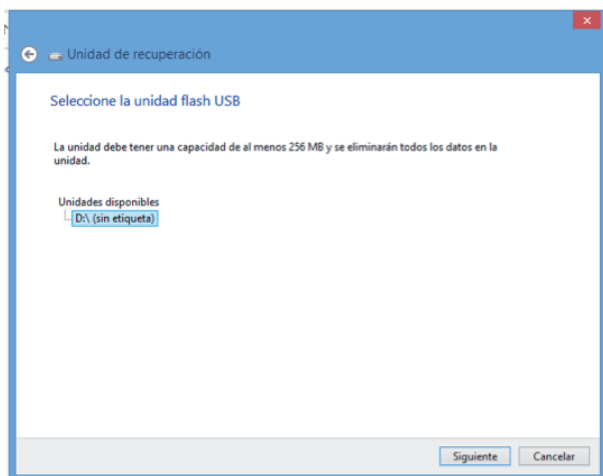 Unidad de recuperación
Seleccione la unidad flash USB
La unidad debe tener una capacidad de al menos 256 MB y se eliminarán todos los datos en la
unidad.
Unidades disponibles
D:\ (sin etiqueta)
Siguiente
Cancelar